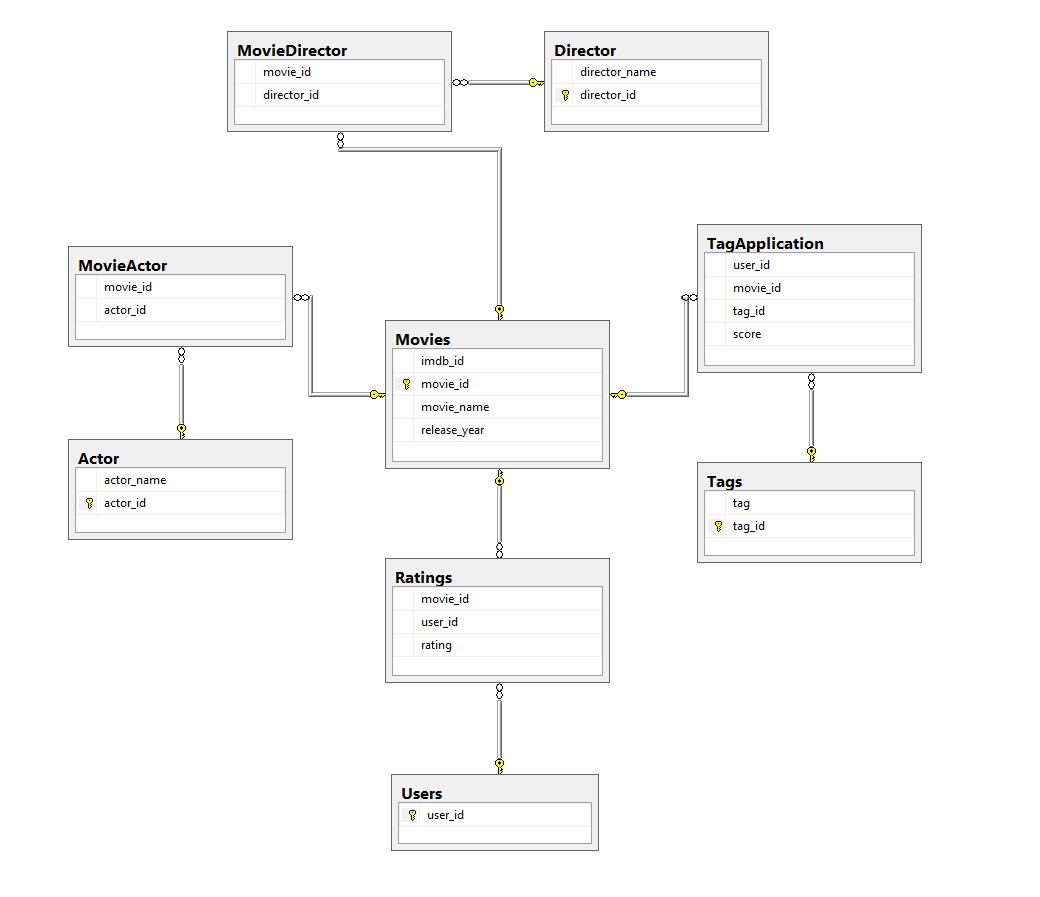 MovieDirector
movie_id
director_id
Director
director_name
director_id
MovieActor
movie_id
actor_id
TagApplication
user_id
movie_id
tag_id
score
Movies
imdb_id
movie_id
movie_name
release_year
Actor
actor_name
actor_id
Tags
tag
tag_id
Ratings
movie_id
user_id
rating
Users
user_id